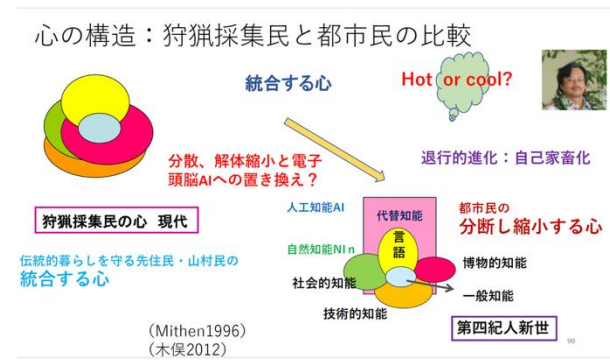 心の構造：狩猟採集民と都市民の比較
統合する心
Hot or cool?
分散、解体縮小と電子
頭脳AIへの置き換え？
退行的進化：自己家畜化
狩猟採集民の心 現代
伝統的暮らしを守る先住民・山村民の
統合する心
人工知能AI
代替知能
都市民の
分断し縮小する心
言
語
自然知能NIn
博物的知能
社会的知能
一般知能
技術的知能
第四紀人新世
(Mithen1996)
(木俣2012)
90